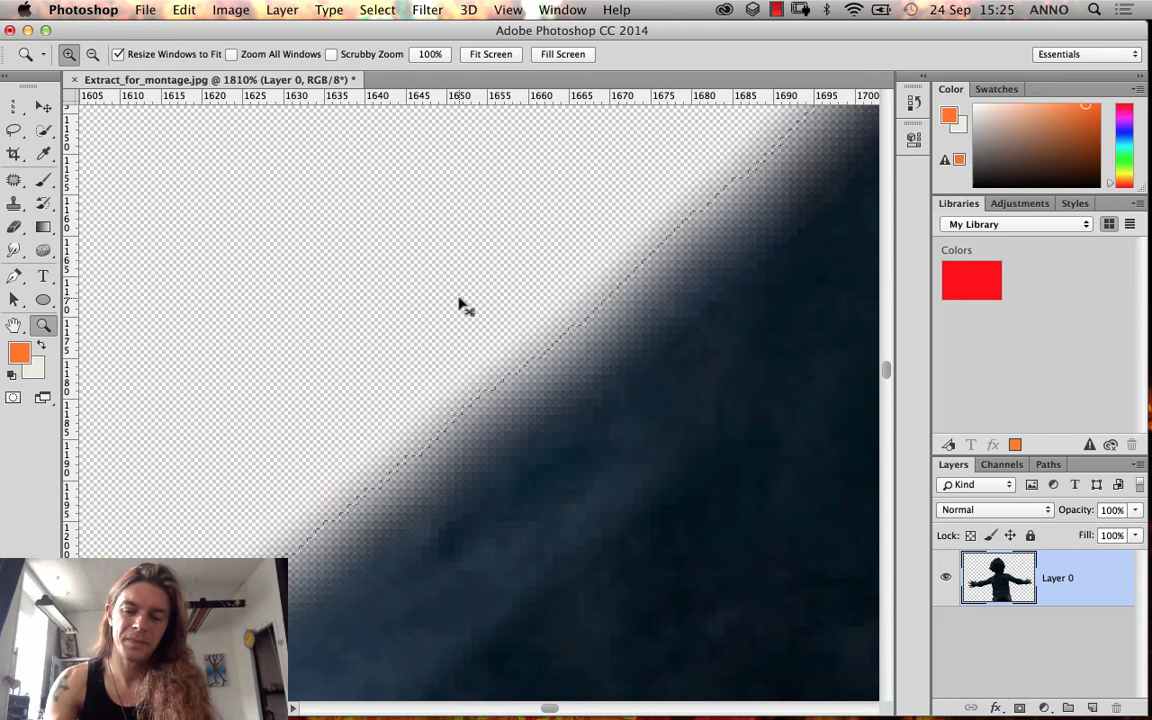 Photoshop File Edit Image Layer Type Select Filter 3D View Window Help 24 Sep 15:25 ANNO
Adobe Photoshop CC 2014
Resize Windows to Fit Zoom All Windows Scrubby Zoom 100% Fit Screen Fill Screen Essentials
× Extract_for_montage.jpg @ 1810% (Layer 0, RGB/8*) *
1605 1610 1615 1620 1625 1630 1635 1640 1645 1650 1655 1660 1665 1670 1675 1680 1685 1690 1695 1700
Color Swatches
Libraries Adjustments Styles
My Library
Colors
Layers Channels Paths
Kind
Normal Opacity: 100%
Lock: Fill: 100%
Layer 0